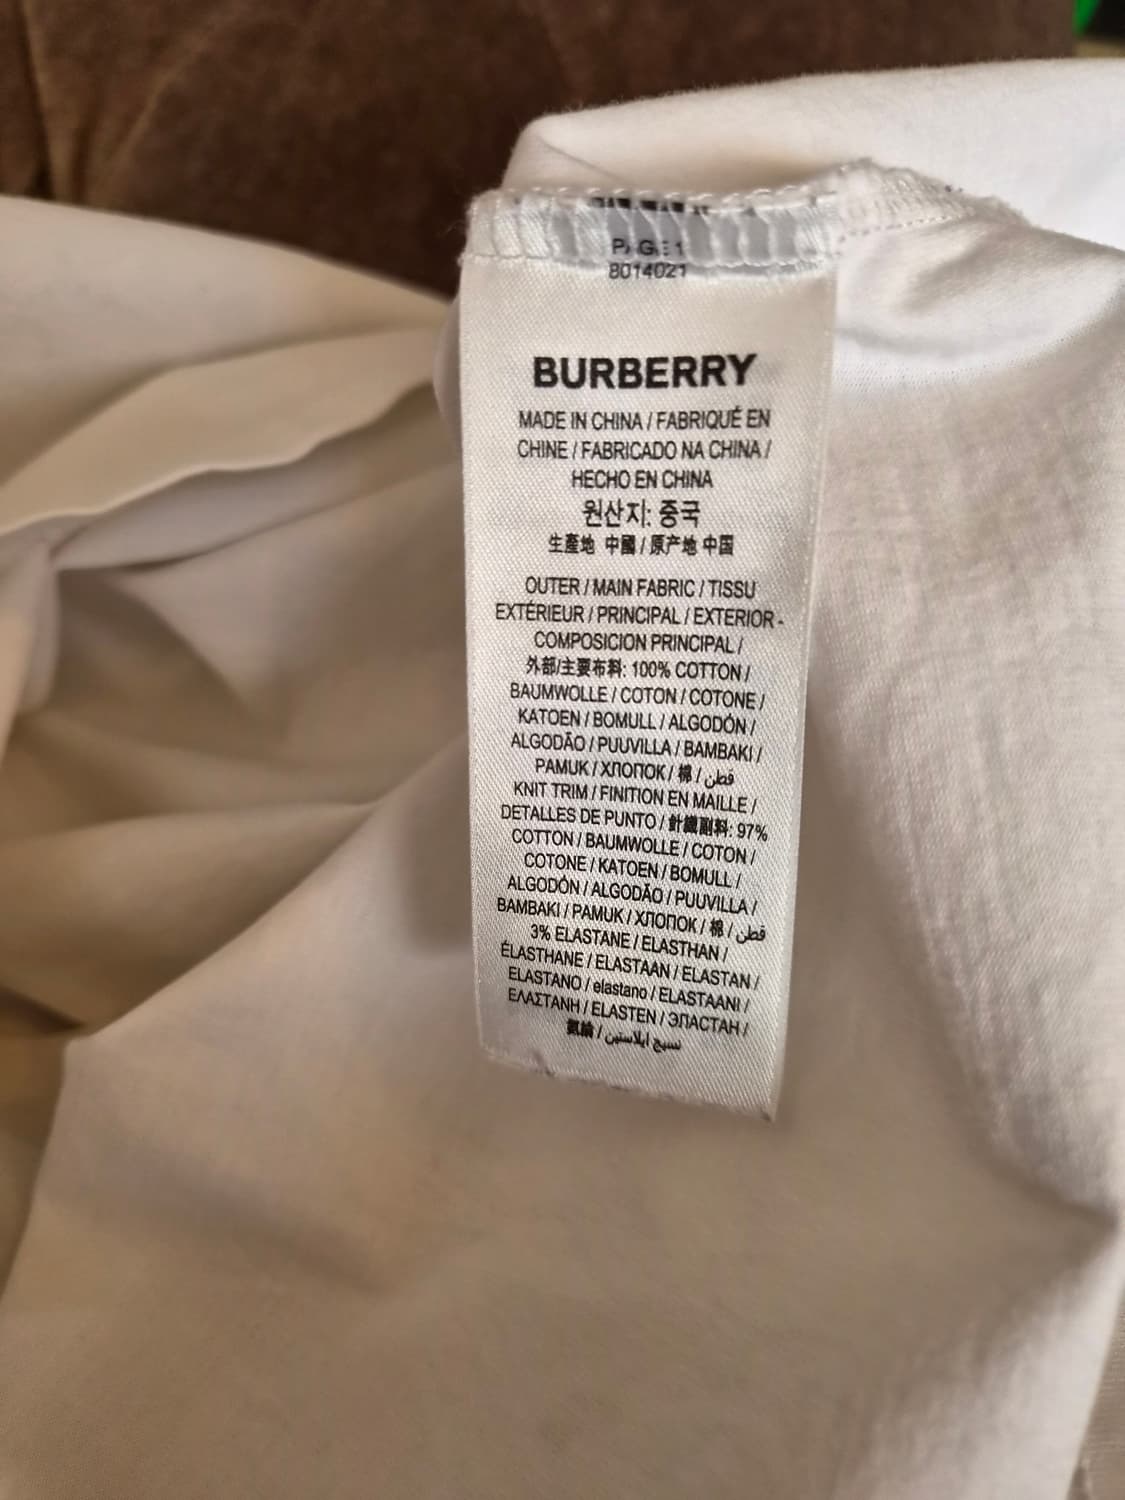 PAGE 1
8014021
BURBERRY
MADE IN CHINA / FABRIQUÉ EN
CHINE / FABRICADO NA CHINA /
HECHO EN CHINA
원산지: 중국
生產地 中國 / 原产地 中国
OUTER / MAIN FABRIC / TISSU
EXTÉRIEUR / PRINCIPAL / EXTERIOR -
COMPOSICION PRINCIPAL /
外部/主要布料: 100% COTTON /
BAUMWOLLE / COTON / COTONE /
KATOEN / BOMULL / ALGODÓN /
ALGODÃO / PUUVILLA / BAMBAKI /
PAMUK / ХЛОПОК / 棉 / قطن
KNIT TRIM / FINITION EN MAILLE /
DETALLES DE PUNTO / 針織副料: 97%
COTTON / BAUMWOLLE / COTON /
COTONE / KATOEN / BOMULL /
ALGODÓN / ALGODÃO / PUUVILLA /
BAMBAKI / PAMUK / ХЛОПОК / 棉 / قطن
3% ELASTANE / ELASTHAN /
ÉLASTHANE / ELASTAAN / ELASTAN /
ELASTANO / elastano / ELASTAANI /
ΕΛΑΣΤΑΝΗ / ELASTEN / ЭЛАСТАН /
氨綸 / نسيج ايلاستين